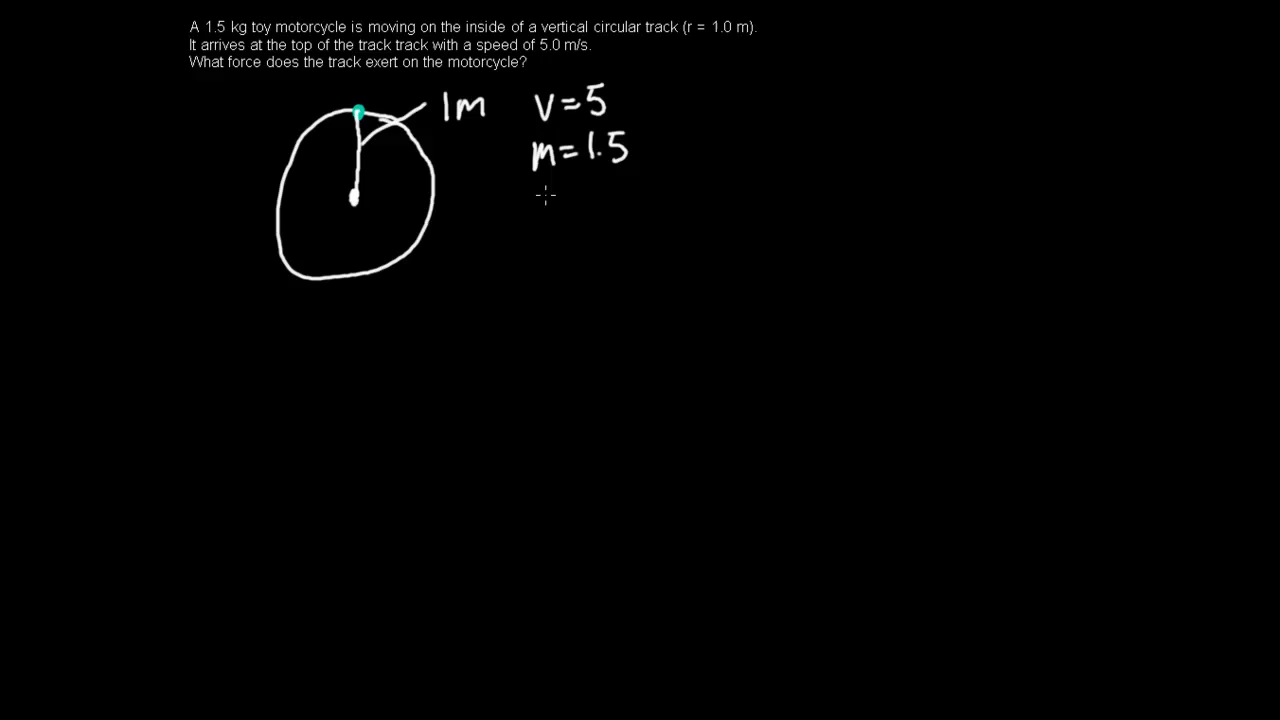 A 1.5 kg toy motorcycle is moving on the inside of a vertical circular track (r = 1.0 m).
It arrives at the top of the track track with a speed of 5.0 m/s.
What force does the track exert on the motorcycle?
1m
v=5
m=1.5